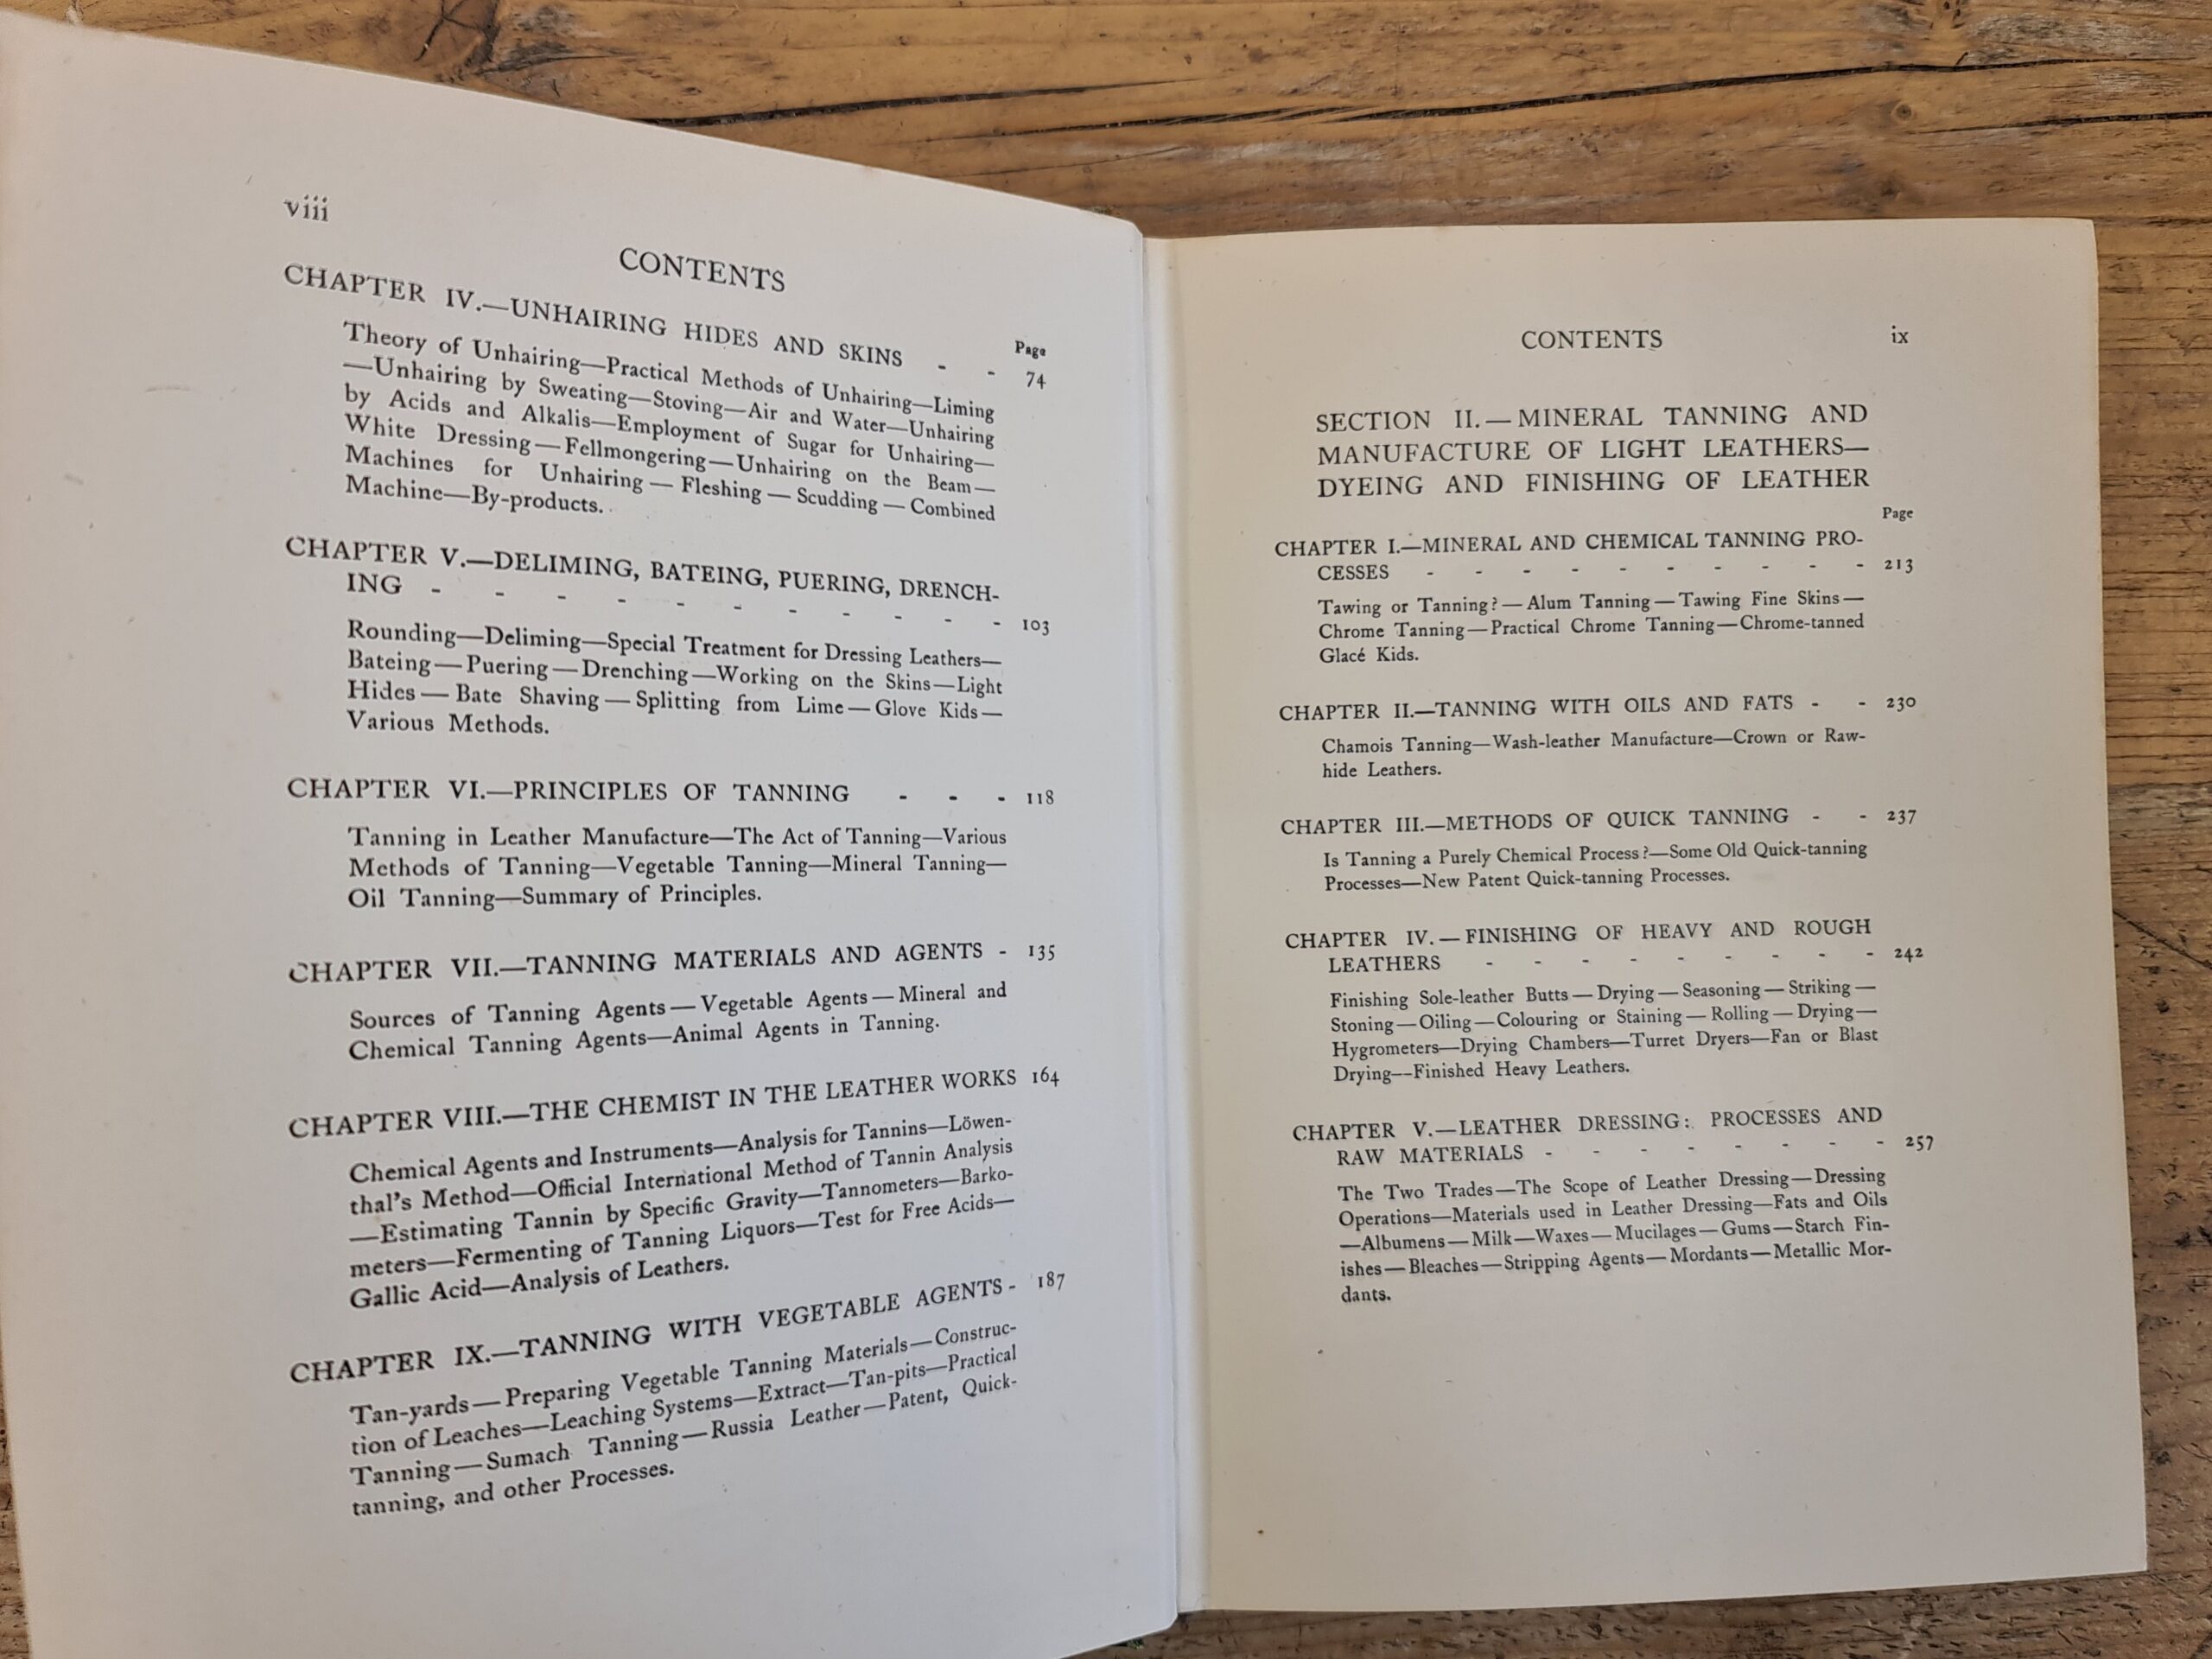 viii
CONTENTS
Page
CHAPTER IV.—UNHAIRING HIDES AND SKINS - - 74
Theory of Unhairing—Practical Methods of Unhairing—Liming
—Unhairing by Sweating—Stoving—Air and Water—Unhairing
by Acids and Alkalis—Employment of Sugar for Unhairing—
White Dressing—Fellmongering—Unhairing on the Beam—
Machines for Unhairing—Fleshing—Scudding—Combined
Machine—By-products.
CHAPTER V.—DELIMING, BATEING, PUERING, DRENCH-
ING - - - - - - - - - - 103
Rounding—Deliming—Special Treatment for Dressing Leathers—
Bateing—Puering—Drenching—Working on the Skins—Light
Hides—Bate Shaving—Splitting from Lime—Glove Kids—
Various Methods.
CHAPTER VI.—PRINCIPLES OF TANNING - - - 118
Tanning in Leather Manufacture—The Act of Tanning—Various
Methods of Tanning—Vegetable Tanning—Mineral Tanning—
Oil Tanning—Summary of Principles.
CHAPTER VII.—TANNING MATERIALS AND AGENTS - 135
Sources of Tanning Agents—Vegetable Agents—Mineral and
Chemical Tanning Agents—Animal Agents in Tanning.
CHAPTER VIII.—THE CHEMIST IN THE LEATHER WORKS 164
Chemical Agents and Instruments—Analysis for Tannins—Löwen-
thal's Method—Official International Method of Tannin Analysis
—Estimating Tannin by Specific Gravity—Tannometers—Barko-
meters—Fermenting of Tanning Liquors—Test for Free Acids—
Gallic Acid—Analysis of Leathers.
CHAPTER IX.—TANNING WITH VEGETABLE AGENTS - 187
Tan-yards—Preparing Vegetable Tanning Materials—Construc-
tion of Leaches—Leaching Systems—Extract—Tan-pits—Practical
Tanning—Sumach Tanning—Russia Leather—Patent, Quick-
tanning, and other Processes.
CONTENTS ix
SECTION II.—MINERAL TANNING AND
MANUFACTURE OF LIGHT LEATHERS—
DYEING AND FINISHING OF LEATHER
Page
CHAPTER I.—MINERAL AND CHEMICAL TANNING PRO-
CESSES - - - - - - - - - - 213
Tawing or Tanning?—Alum Tanning—Tawing Fine Skins—
Chrome Tanning—Practical Chrome Tanning—Chrome-tanned
Glacé Kids.
CHAPTER II.—TANNING WITH OILS AND FATS - - 230
Chamois Tanning—Wash-leather Manufacture—Crown or Raw-
hide Leathers.
CHAPTER III.—METHODS OF QUICK TANNING - - 237
Is Tanning a Purely Chemical Process?—Some Old Quick-tanning
Processes—New Patent Quick-tanning Processes.
CHAPTER IV.—FINISHING OF HEAVY AND ROUGH
LEATHERS - - - - - - - - - 242
Finishing Sole-leather Butts—Drying—Seasoning—Striking—
Stoning—Oiling—Colouring or Staining—Rolling—Drying—
Hygrometers—Drying Chambers—Turret Dryers—Fan or Blast
Drying—Finished Heavy Leathers.
CHAPTER V.—LEATHER DRESSING: PROCESSES AND
RAW MATERIALS - - - - - - - - 257
The Two Trades—The Scope of Leather Dressing—Dressing
Operations—Materials used in Leather Dressing—Fats and Oils
—Albumens—Milk—Waxes—Mucilages—Gums—Starch Fin-
ishes—Bleaches—Stripping Agents—Mordants—Metallic Mor-
dants.